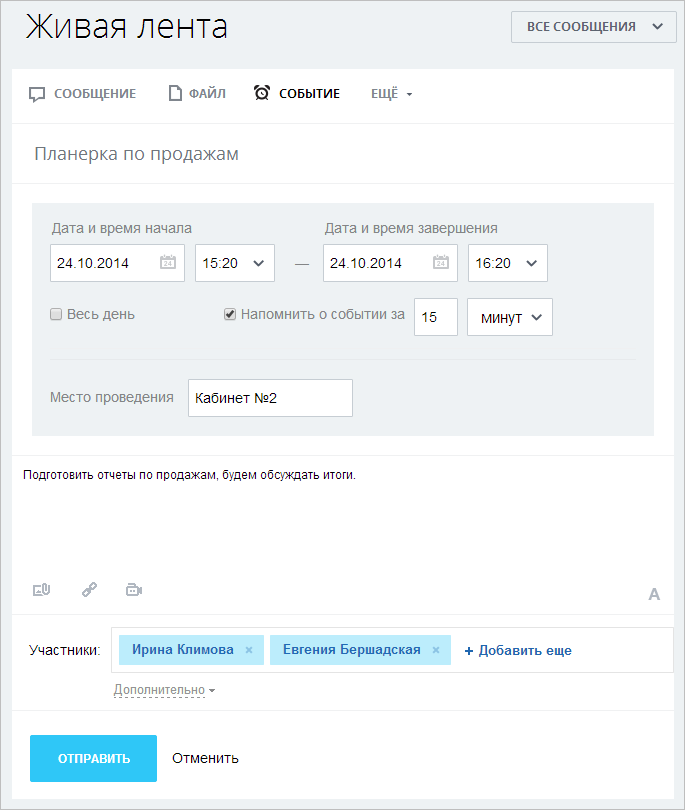 Живая лента
ВСЕ СООБЩЕНИЯ
СООБЩЕНИЕ ФАЙЛ СОБЫТИЕ ЕЩЁ
Планерка по продажам
Дата и время начала Дата и время завершения
24.10.2014 24 15:20 — 24.10.2014 24 16:20
Весь день Напомнить о событии за 15 минут
Место проведения Кабинет №2
Подготовить отчеты по продажам, будем обсуждать итоги.
A
Участники: Ирина Климова × Евгения Бершадская × + Добавить еще
Дополнительно
ОТПРАВИТЬ Отменить